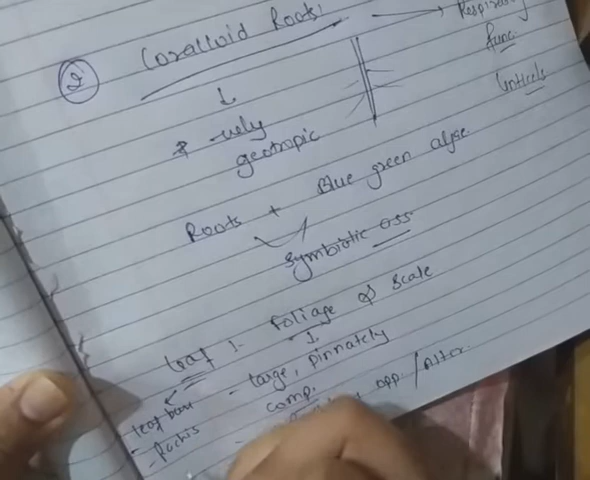 ② Coralloid Roots! → Respiratory
func.
lenticels
↓
-vely
geotropic
Roots + Blue green algae
symbiotic ass
leaf :- Foliage & Scale
- large, pinnately
comp.
leaf base
- Rachis
opp. / Alter.